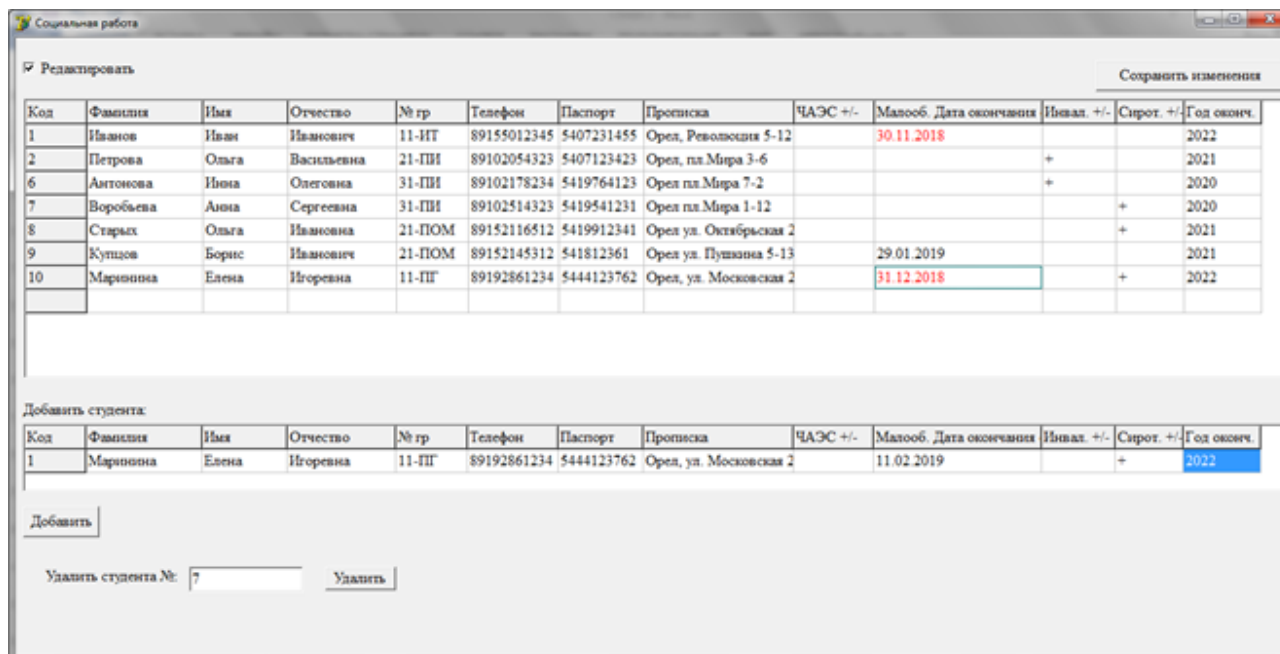 Социальная работа
Редактировать
Сохранить изменения
Код Фамилия Имя Отчество № гр Телефон Паспорт Прописка ЧАЭС +/- Малооб. Дата окончания Инвал. +/- Сирот. +/- Год оконч.
1 Иванов Иван Иванович 11-ИТ 89155012345 5407231455 Орел, Революция 5-12 30.11.2018 2022
2 Петрова Ольга Васильевна 21-ПИ 89102054323 5407123423 Орел, пл.Мира 3-6 + 2021
6 Антонова Инна Олеговна 31-ПИ 89102178234 5419764123 Орел пл.Мира 7-2 + 2020
7 Воробьева Анна Сергеевна 31-ПИ 89102514323 5419541231 Орел пл.Мира 1-12 + 2020
8 Старых Ольга Ивановна 21-ПОМ 89152116512 5419912341 Орел ул. Октябрьская 2 + 2021
9 Купцов Борис Иванович 21-ПОМ 89152145312 541812361 Орел ул. Пушкина 5-13 29.01.2019 2021
10 Маринина Елена Игоревна 11-ПГ 89192861234 5444123762 Орел, ул. Московская 2 31.12.2018 + 2022
Добавить студента:
Код Фамилия Имя Отчество № гр Телефон Паспорт Прописка ЧАЭС +/- Малооб. Дата окончания Инвал. +/- Сирот. +/- Год оконч.
1 Маринина Елена Игоревна 11-ПГ 89192861234 5444123762 Орел, ул. Московская 2 11.02.2019 + 2022
Добавить
Удалить студента №: 7 Удалить